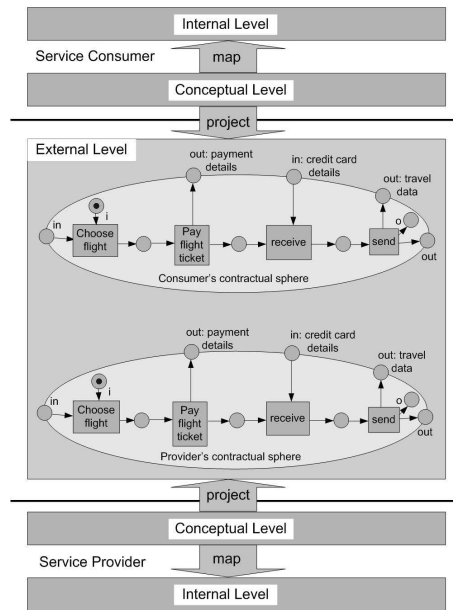 Internal Level
Service Consumer
map
Conceptual Level
project
External Level
out: payment
details
in: credit card
details
out: travel
data
in
i
o
Choose
flight
Pay
flight
ticket
receive
send
out
Consumer's contractual sphere
out: payment
details
in: credit card
details
out: travel
data
in
i
o
Choose
flight
Pay
flight
ticket
receive
send
out
Provider's contractual sphere
project
Conceptual Level
Service Provider
map
Internal Level